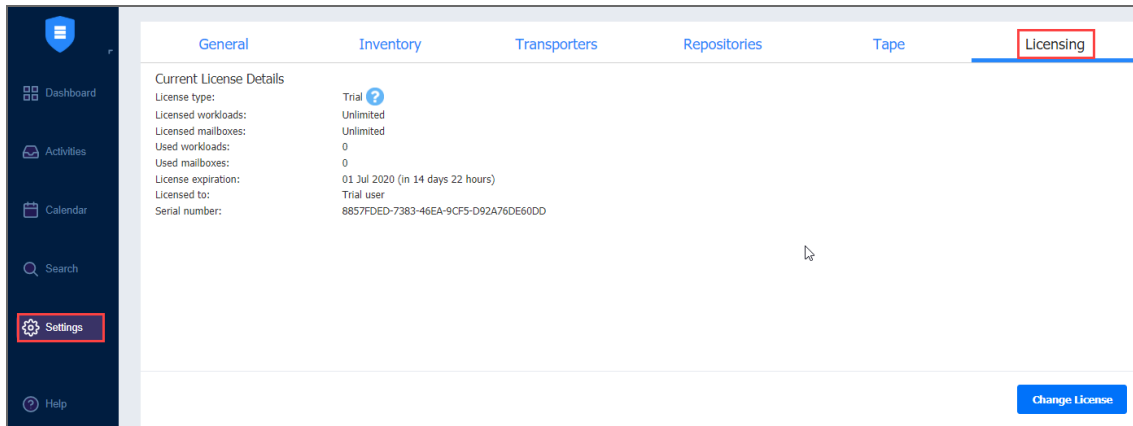 General Inventory Transporters Repositories Tape Licensing
Dashboard
Activities
Calendar
Search
Settings
Help
Current License Details
License type: Trial ?
Licensed workloads: Unlimited
Licensed mailboxes: Unlimited
Used workloads: 0
Used mailboxes: 0
License expiration: 01 Jul 2020 (in 14 days 22 hours)
Licensed to: Trial user
Serial number: 8857FDED-7383-46EA-9CF5-D92A76DE60DD
Change License